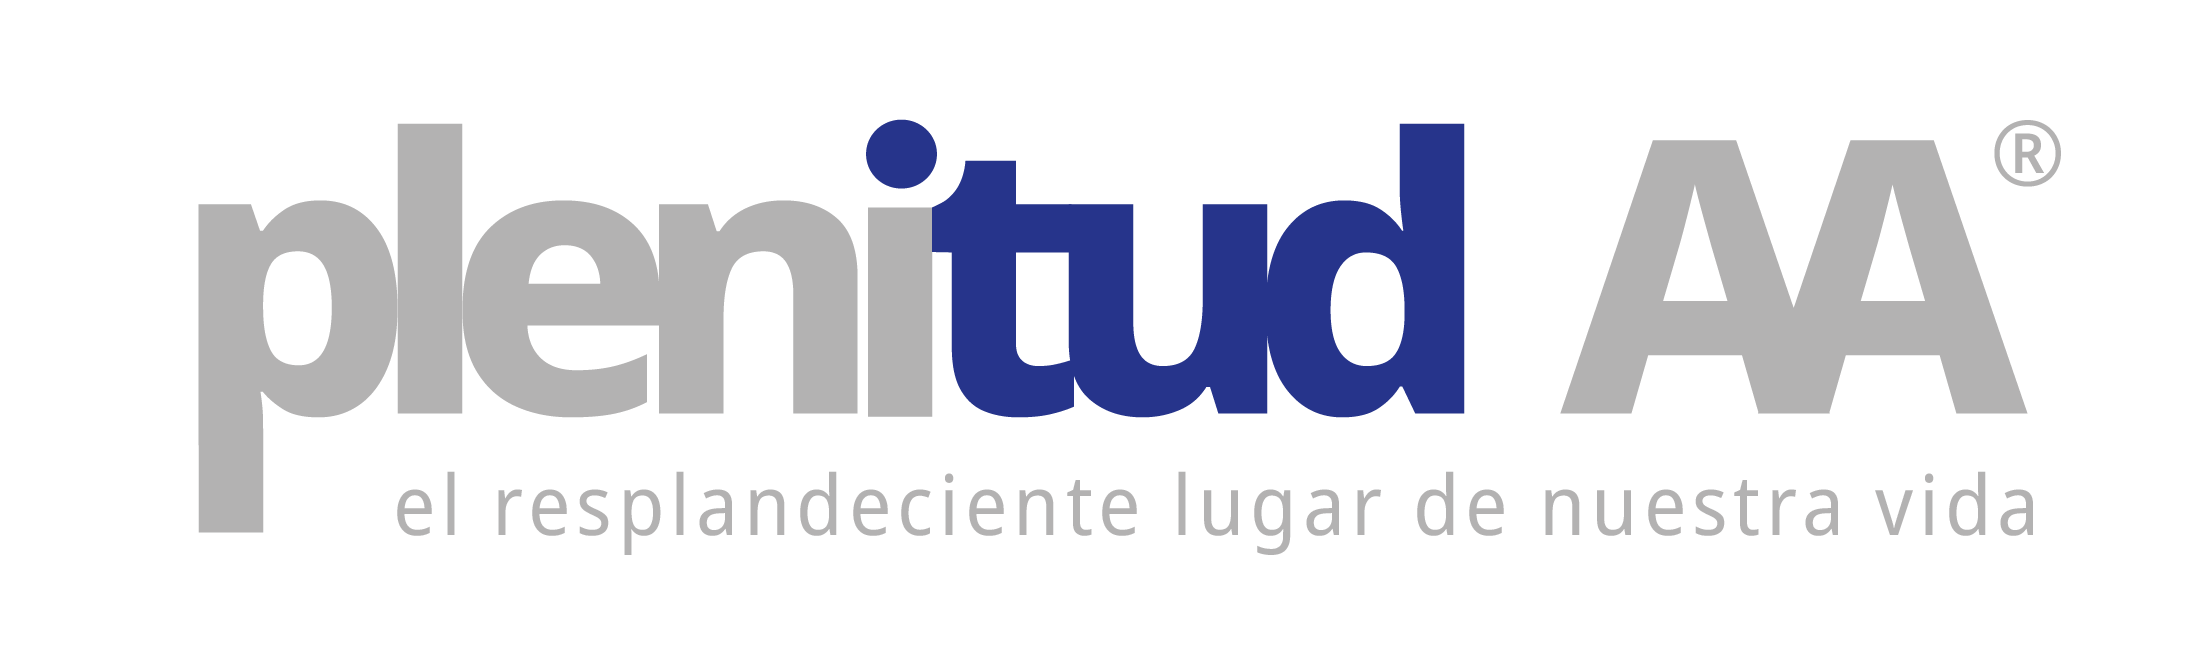 plenitud AA®
el resplandeciente lugar de nuestra vida